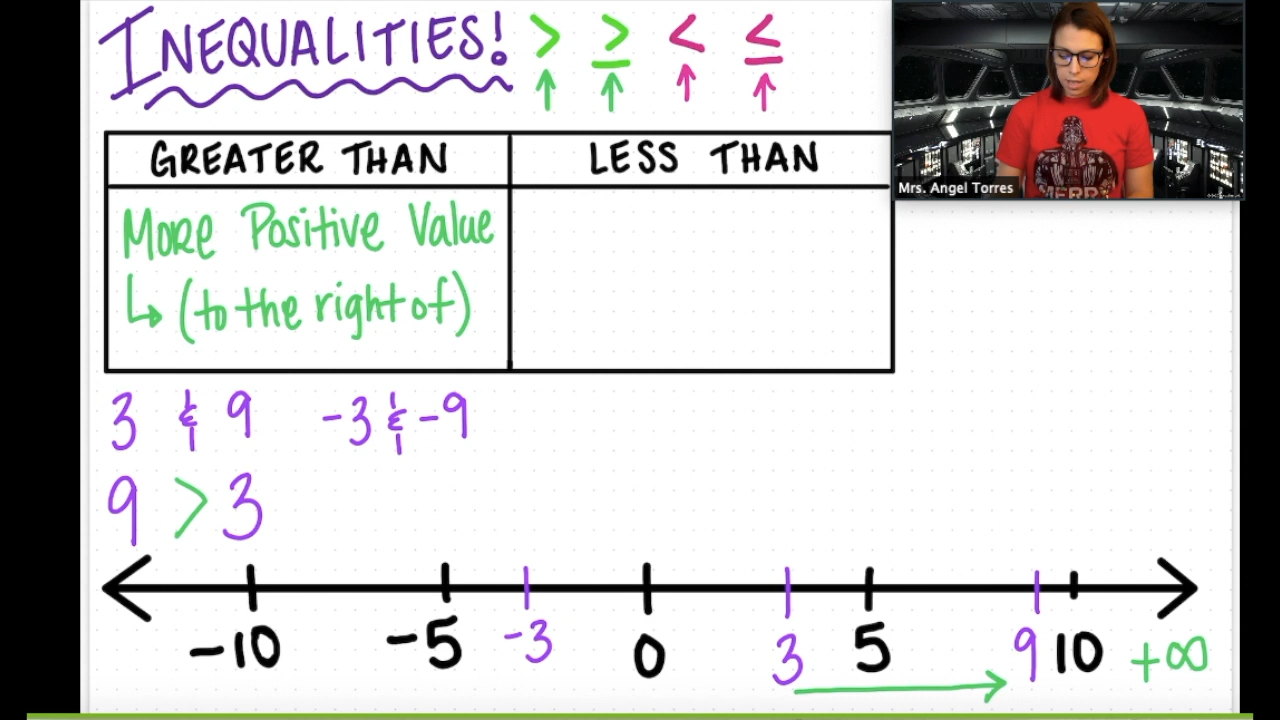 INEQUALITIES! > ≥ < ≤
↑ ↑ ↑ ↑
GREATER THAN LESS THAN
MORE Positive Value
↳ (to the right of)
3 & 9 -3 & -9
9 > 3
-10 -5 -3 0 3 5 9 10 +∞
Mrs. Angel Torres
MERRY